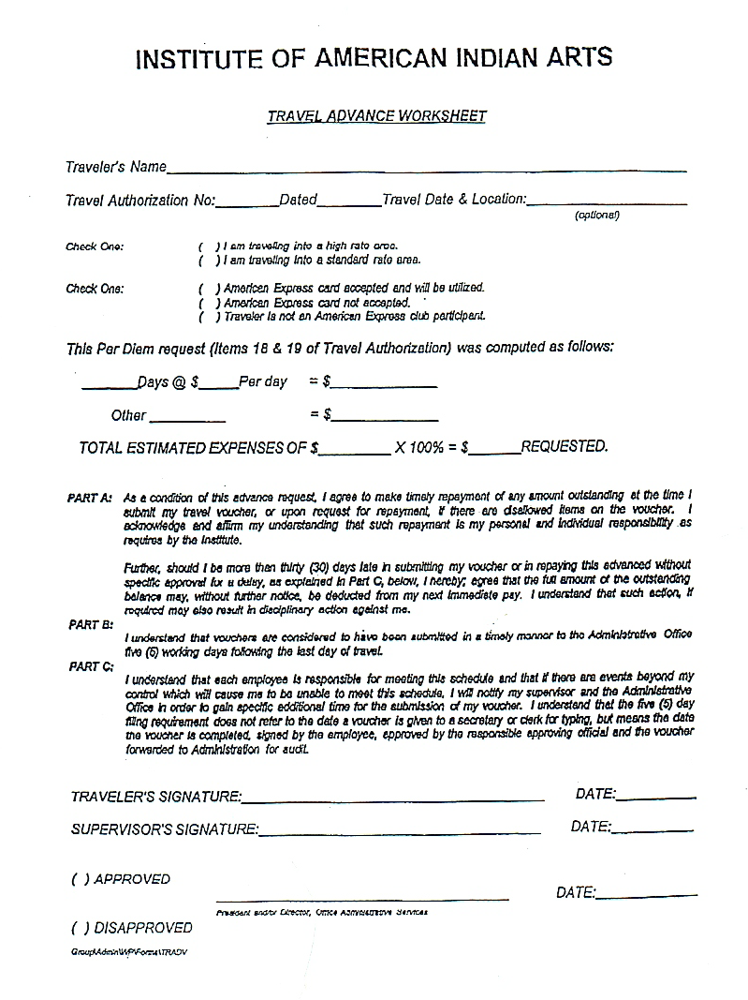 INSTITUTE OF AMERICAN INDIAN ARTS
TRAVEL ADVANCE WORKSHEET
Traveler's Name
Travel Authorization No: Dated Travel Date & Location:
(optional)
Check One: ( ) I am traveling into a high rate area.
( ) I am traveling into a standard rate area.
Check One: ( ) American Express card accepted and will be utilized.
( ) American Express card not accepted.
( ) Traveler is not an American Express club participant.
This Per Diem request (Items 18 & 19 of Travel Authorization) was computed as follows:
Days @ $ Per day = $
Other = $
TOTAL ESTIMATED EXPENSES OF $ X 100% = $ REQUESTED.
PART A: As a condition of this advance request, I agree to make timely repayment of any amount outstanding at the time I
submit my travel voucher, or upon request for repayment, if there are disallowed items on the voucher. I
acknowledge and affirm my understanding that such repayment is my personal and individual responsibility as
requires by the Institute.
Further, should I be more than thirty (30) days late in submitting my voucher or in repaying this advanced without
specific approval for a delay, as explained in Part C, below, I hereby; agree that the full amount of the outstanding
balance may, without further notice, be deducted from my next immediate pay. I understand that such action, if
required may also result in disciplinary action against me.
PART B:
I understand that vouchers are considered to have been submitted in a timely manner to the Administrative Office
five (5) working days following the last day of travel.
PART C:
I understand that each employee is responsible for meeting this schedule and that if there are events beyond my
control which will cause me to be unable to meet this schedule, I will notify my supervisor and the Administrative
Office in order to gain specific additional time for the submission of my voucher. I understand that the five (5) day
filing requirement does not refer to the date a voucher is given to a secretary or clerk for typing, but means the date
the voucher is completed, signed by the employee, approved by the responsible approving official and the voucher
forwarded to Administration for audit.
TRAVELER'S SIGNATURE: DATE:
SUPERVISOR'S SIGNATURE: DATE:
( ) APPROVED
DATE:
President and/or Director, Office Administrative Services
( ) DISAPPROVED
Group\Admin\WP\Forms\TRADV